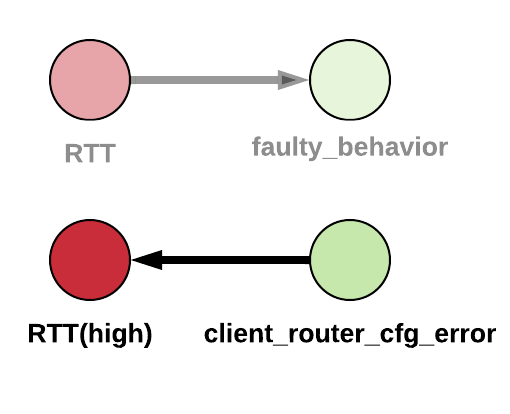 RTT
faulty_behavior
RTT(high)
client_router_cfg_error